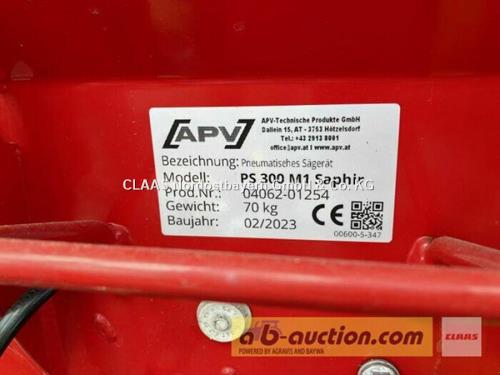 APV
APV-Technische Produkte GmbH
Dallein 15, AT - 3753 Hötzelsdorf
Tel.: +43 2913 8001
office@apv.at I www.apv.at
Bezeichnung: Pneumatisches Sägerät
CLAAS Nordostbayern GmbH & Co. KG
Modell: PS 300 M1 Saphir
Prod.Nr.: 04062-01254
Gewicht: 70 kg
Baujahr: 02/2023
CE
00600-5-347
ab-auction.com
POWERED BY AGRAVIS AND BAYWA
CLAAS